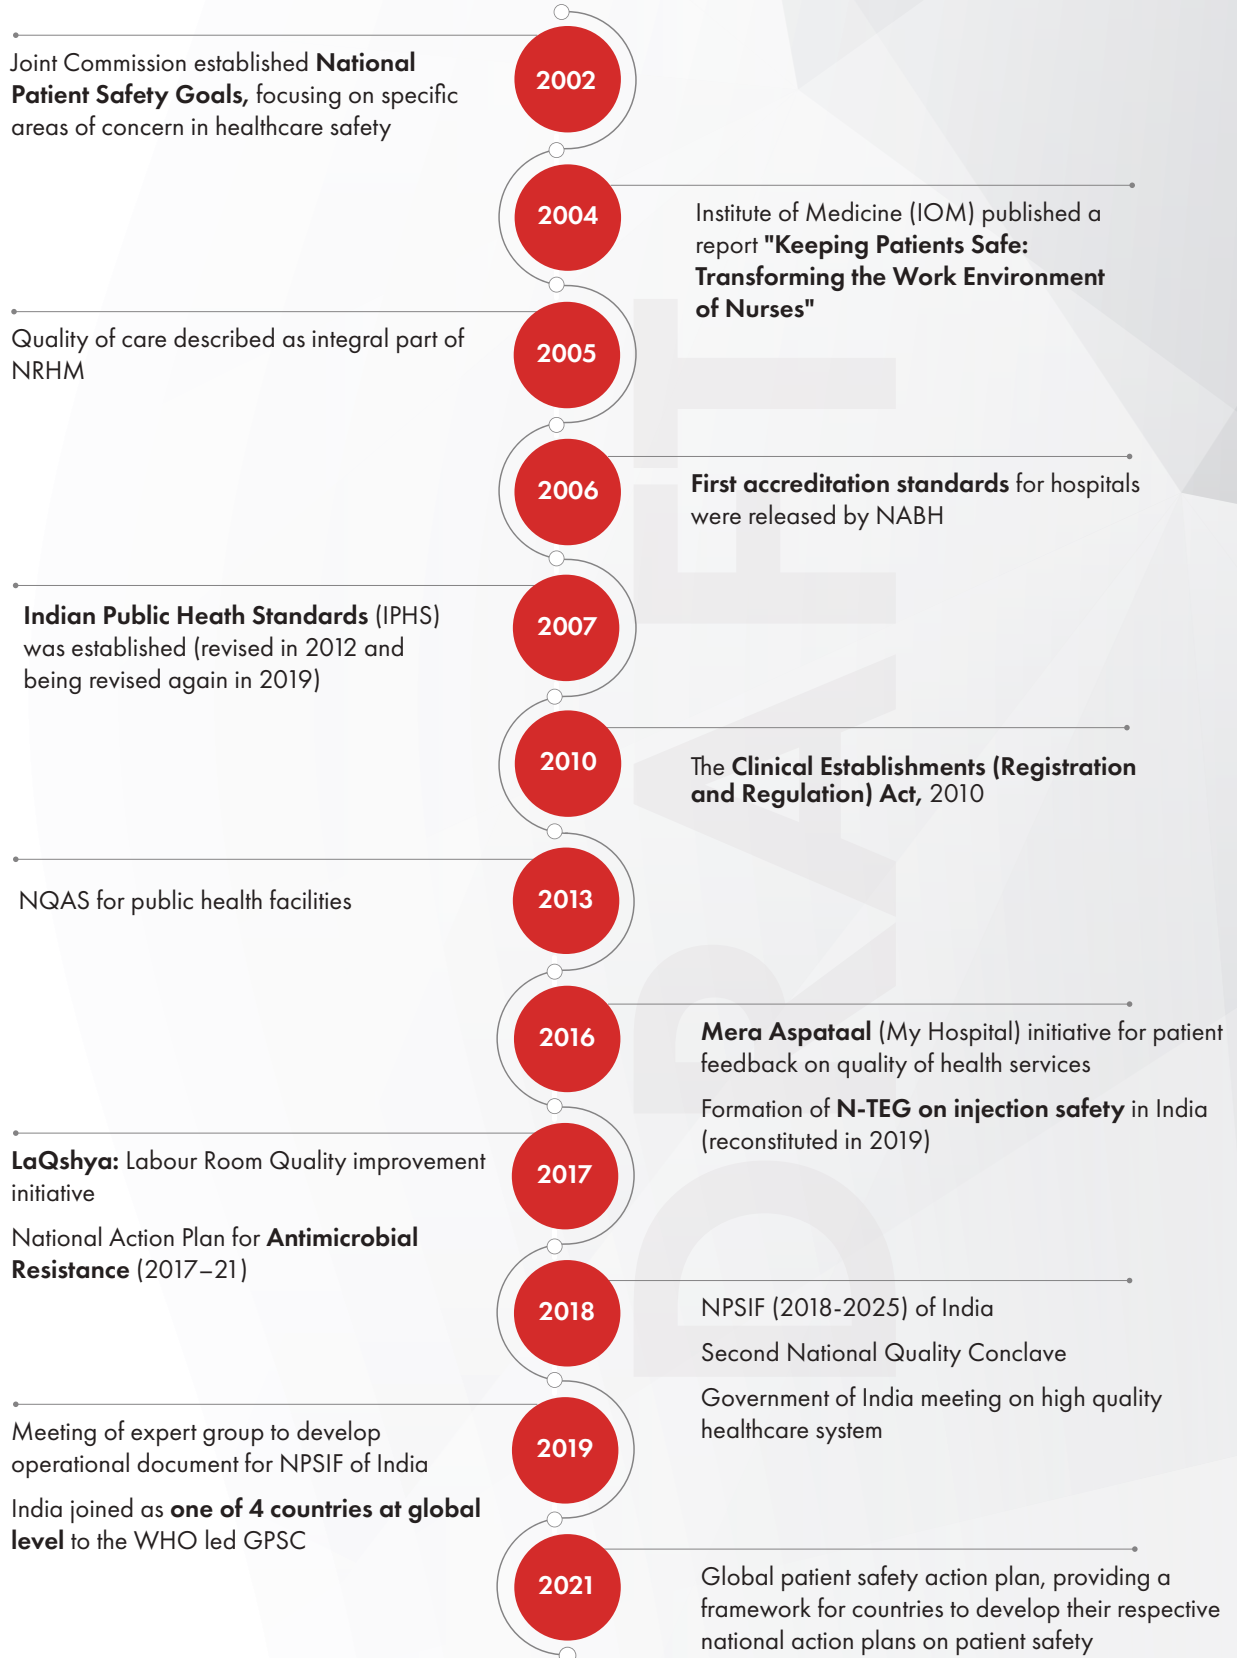 2002
Joint Commission established National
Patient Safety Goals, focusing on specific
areas of concern in healthcare safety
2004
Institute of Medicine (IOM) published a
report "Keeping Patients Safe:
Transforming the Work Environment
of Nurses"
2005
Quality of care described as integral part of
NRHM
2006
First accreditation standards for hospitals
were released by NABH
2007
Indian Public Heath Standards (IPHS)
was established (revised in 2012 and
being revised again in 2019)
2010
The Clinical Establishments (Registration
and Regulation) Act, 2010
2013
NQAS for public health facilities
2016
Mera Aspataal (My Hospital) initiative for patient
feedback on quality of health services
Formation of N-TEG on injection safety in India
(reconstituted in 2019)
2017
LaQshya: Labour Room Quality improvement
initiative
National Action Plan for Antimicrobial
Resistance (2017–21)
2018
NPSIF (2018-2025) of India
Second National Quality Conclave
Government of India meeting on high quality
healthcare system
2019
Meeting of expert group to develop
operational document for NPSIF of India
India joined as one of 4 countries at global
level to the WHO led GPSC
2021
Global patient safety action plan, providing a
framework for countries to develop their respective
national action plans on patient safety
DRAFT